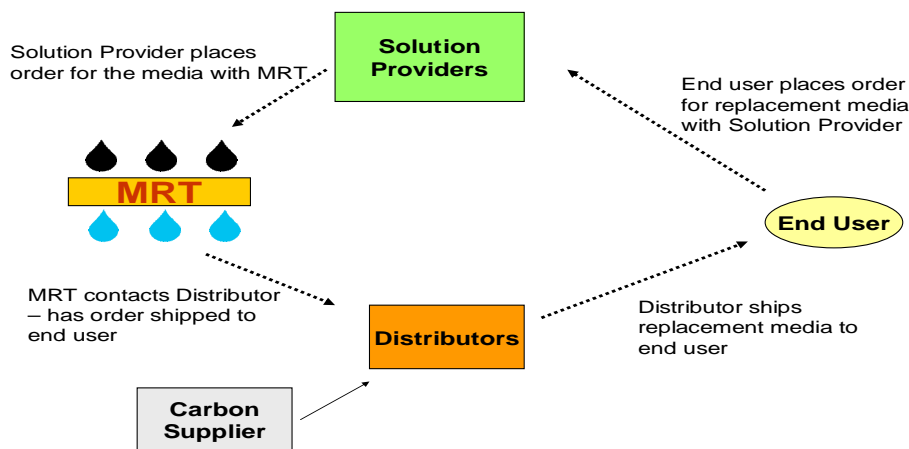 Solution Provider places
order for the media with MRT
Solution
Providers
End user places order
for replacement media
with Solution Provider
MRT
End User
MRT contacts Distributor
– has order shipped to
end user
Distributors
Distributor ships
replacement media to
end user
Carbon
Supplier